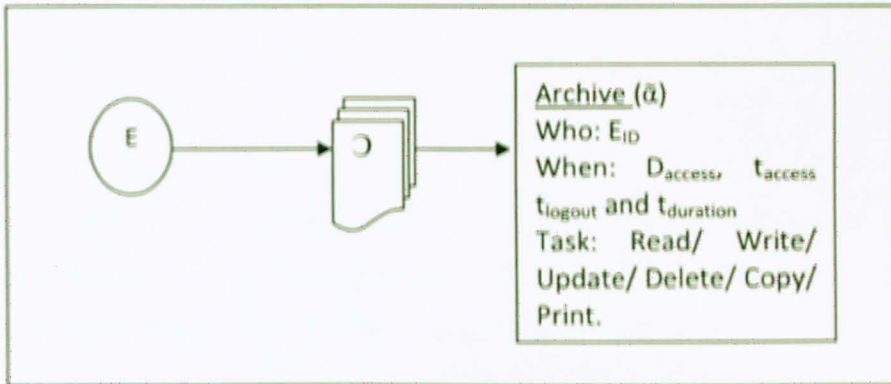 E
Archive (ᾶ)
Who: E_ID
When: D_access, t_access
t_logout and t_duration
Task: Read/ Write/
Update/ Delete/ Copy/
Print.